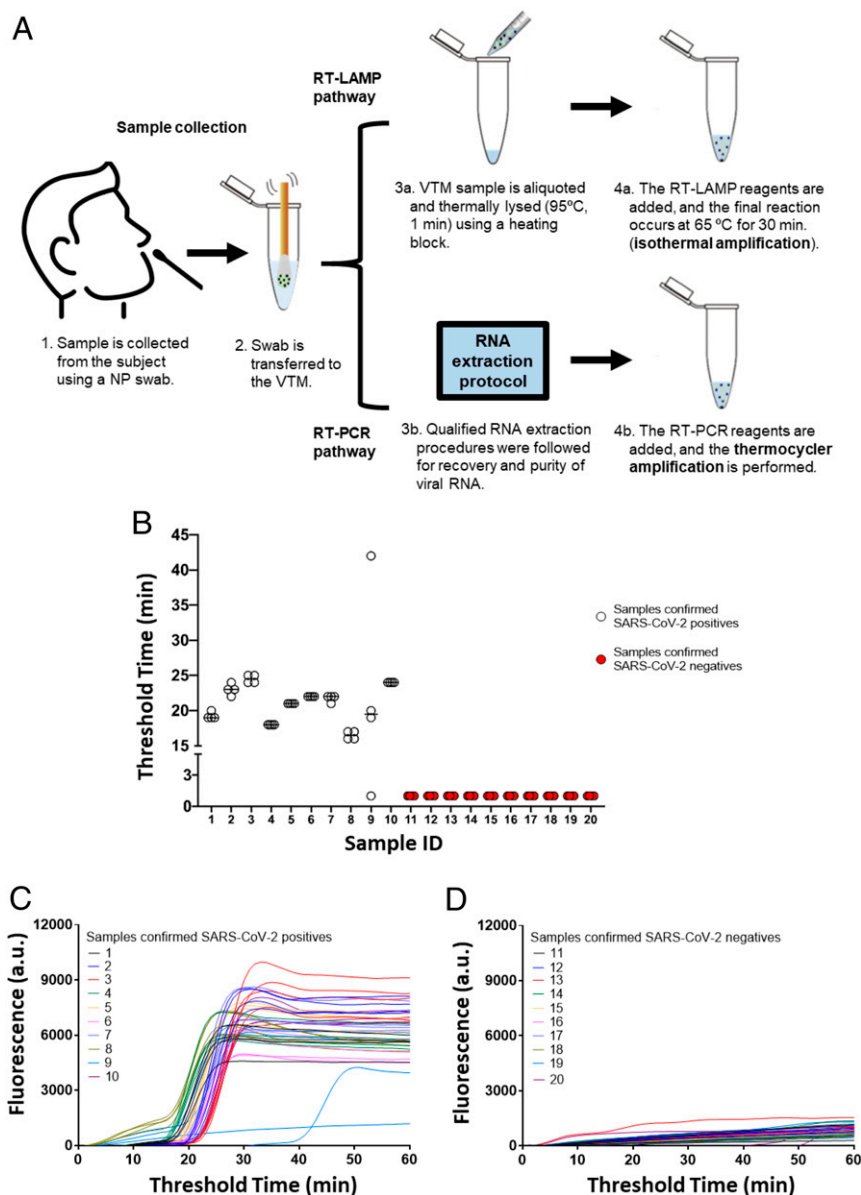 A
Sample collection
1. Sample is collected
from the subject
using a NP swab.
2. Swab is
transferred to
the VTM.
RT-LAMP
pathway
3a. VTM sample is aliquoted
and thermally lysed (95ºC,
1 min) using a heating
block.
4a. The RT-LAMP reagents are
added, and the final reaction
occurs at 65 ºC for 30 min.
(isothermal amplification).
RNA
extraction
protocol
RT-PCR
pathway
3b. Qualified RNA extraction
procedures were followed
for recovery and purity of
viral RNA.
4b. The RT-PCR reagents are
added, and the thermocycler
amplification is performed.
B
Threshold Time (min)
45
40
35
30
25
20
15
3
0
1 2 3 4 5 6 7 8 9 10 11 12 13 14 15 16 17 18 19 20
Sample ID
Samples confirmed
SARS-CoV-2 positives
Samples confirmed
SARS-CoV-2 negatives
C
Fluorescence (a.u.)
12000
9000
6000
3000
0
Samples confirmed SARS-CoV-2 positives
1
2
3
4
5
6
7
8
9
10
0 10 20 30 40 50 60
Threshold Time (min)
D
Fluorescence (a.u.)
12000
9000
6000
3000
0
Samples confirmed SARS-CoV-2 negatives
11
12
13
14
15
16
17
18
19
20
0 10 20 30 40 50 60
Threshold Time (min)